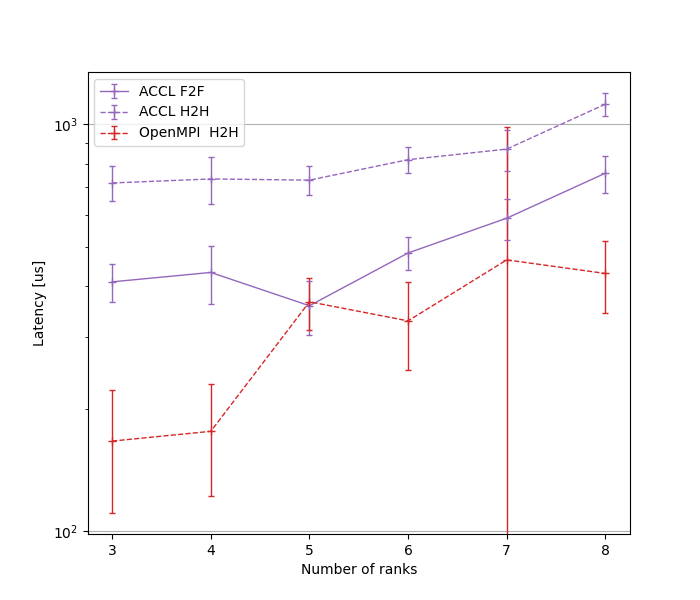 ACCL F2F
ACCL H2H
OpenMPI  H2H
10³
10²
Latency [us]
3 4 5 6 7 8
Number of ranks